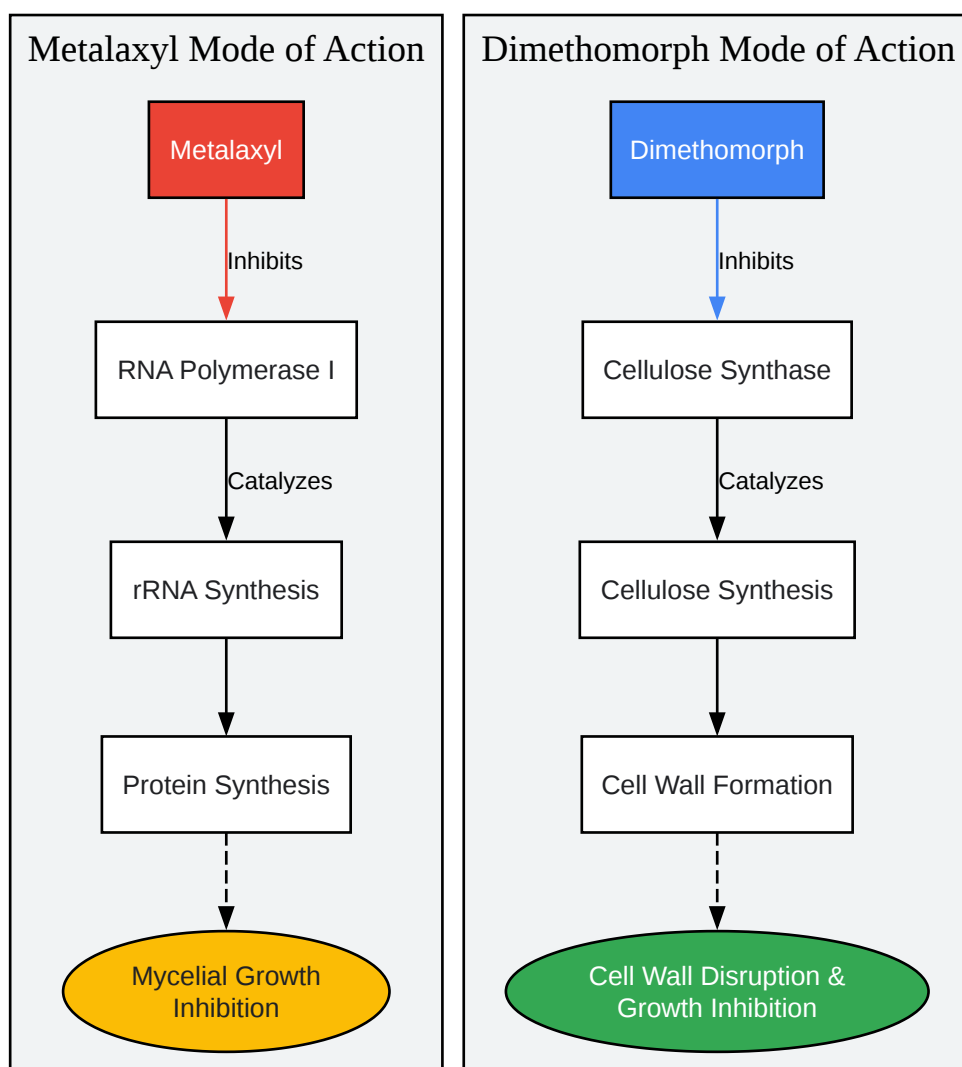 Metalaxyl Mode of Action
Metalaxyl
Inhibits
RNA Polymerase I
Catalyzes
rRNA Synthesis
Protein Synthesis
Mycelial Growth
Inhibition
Dimethomorph Mode of Action
Dimethomorph
Inhibits
Cellulose Synthase
Catalyzes
Cellulose Synthesis
Cell Wall Formation
Cell Wall Disruption &
Growth Inhibition